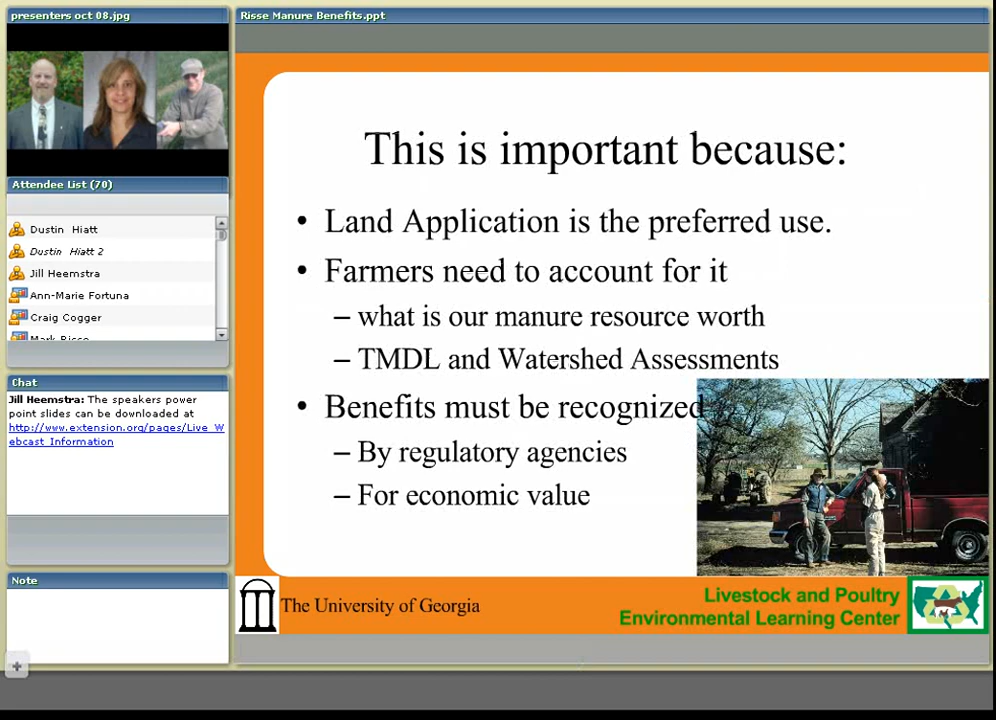 presenters oct 08.jpg
Attendee List (70)
Dustin Hiatt
Dustin Hiatt 2
Jill Heemstra
Ann-Marie Fortuna
Craig Cogger
Mark Risse
Chat
Jill Heemstra: The speakers power
point slides can be downloaded at
http://www.extension.org/pages/Live_W
ebcast_Information
Note
Risse Manure Benefits.ppt
This is important because:
• Land Application is the preferred use.
• Farmers need to account for it
– what is our manure resource worth
– TMDL and Watershed Assessments
• Benefits must be recognized
– By regulatory agencies
– For economic value
The University of Georgia
Livestock and Poultry
Environmental Learning Center